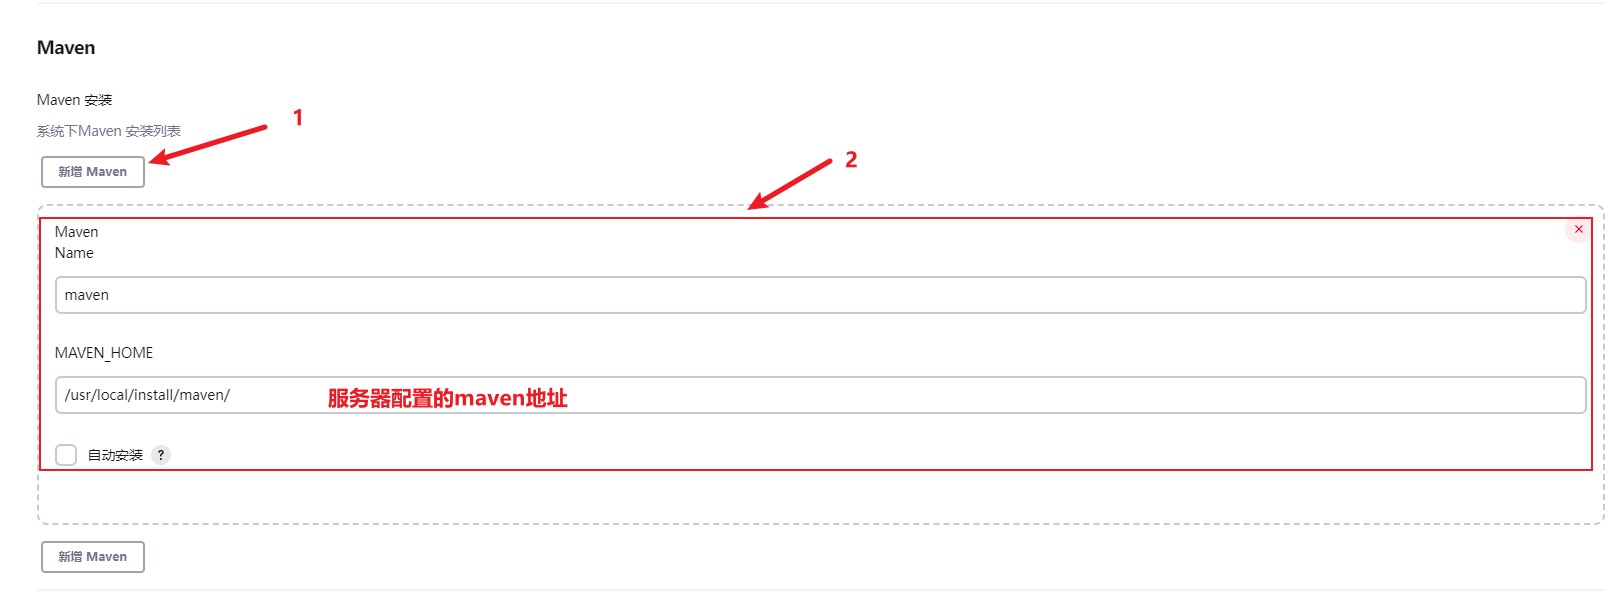 Maven
Maven 安装
1
系统下Maven 安装列表
新增 Maven
2
Maven
Name
maven
MAVEN_HOME
/usr/local/install/maven/ 服务器配置的maven地址
自动安装 ?
新增 Maven